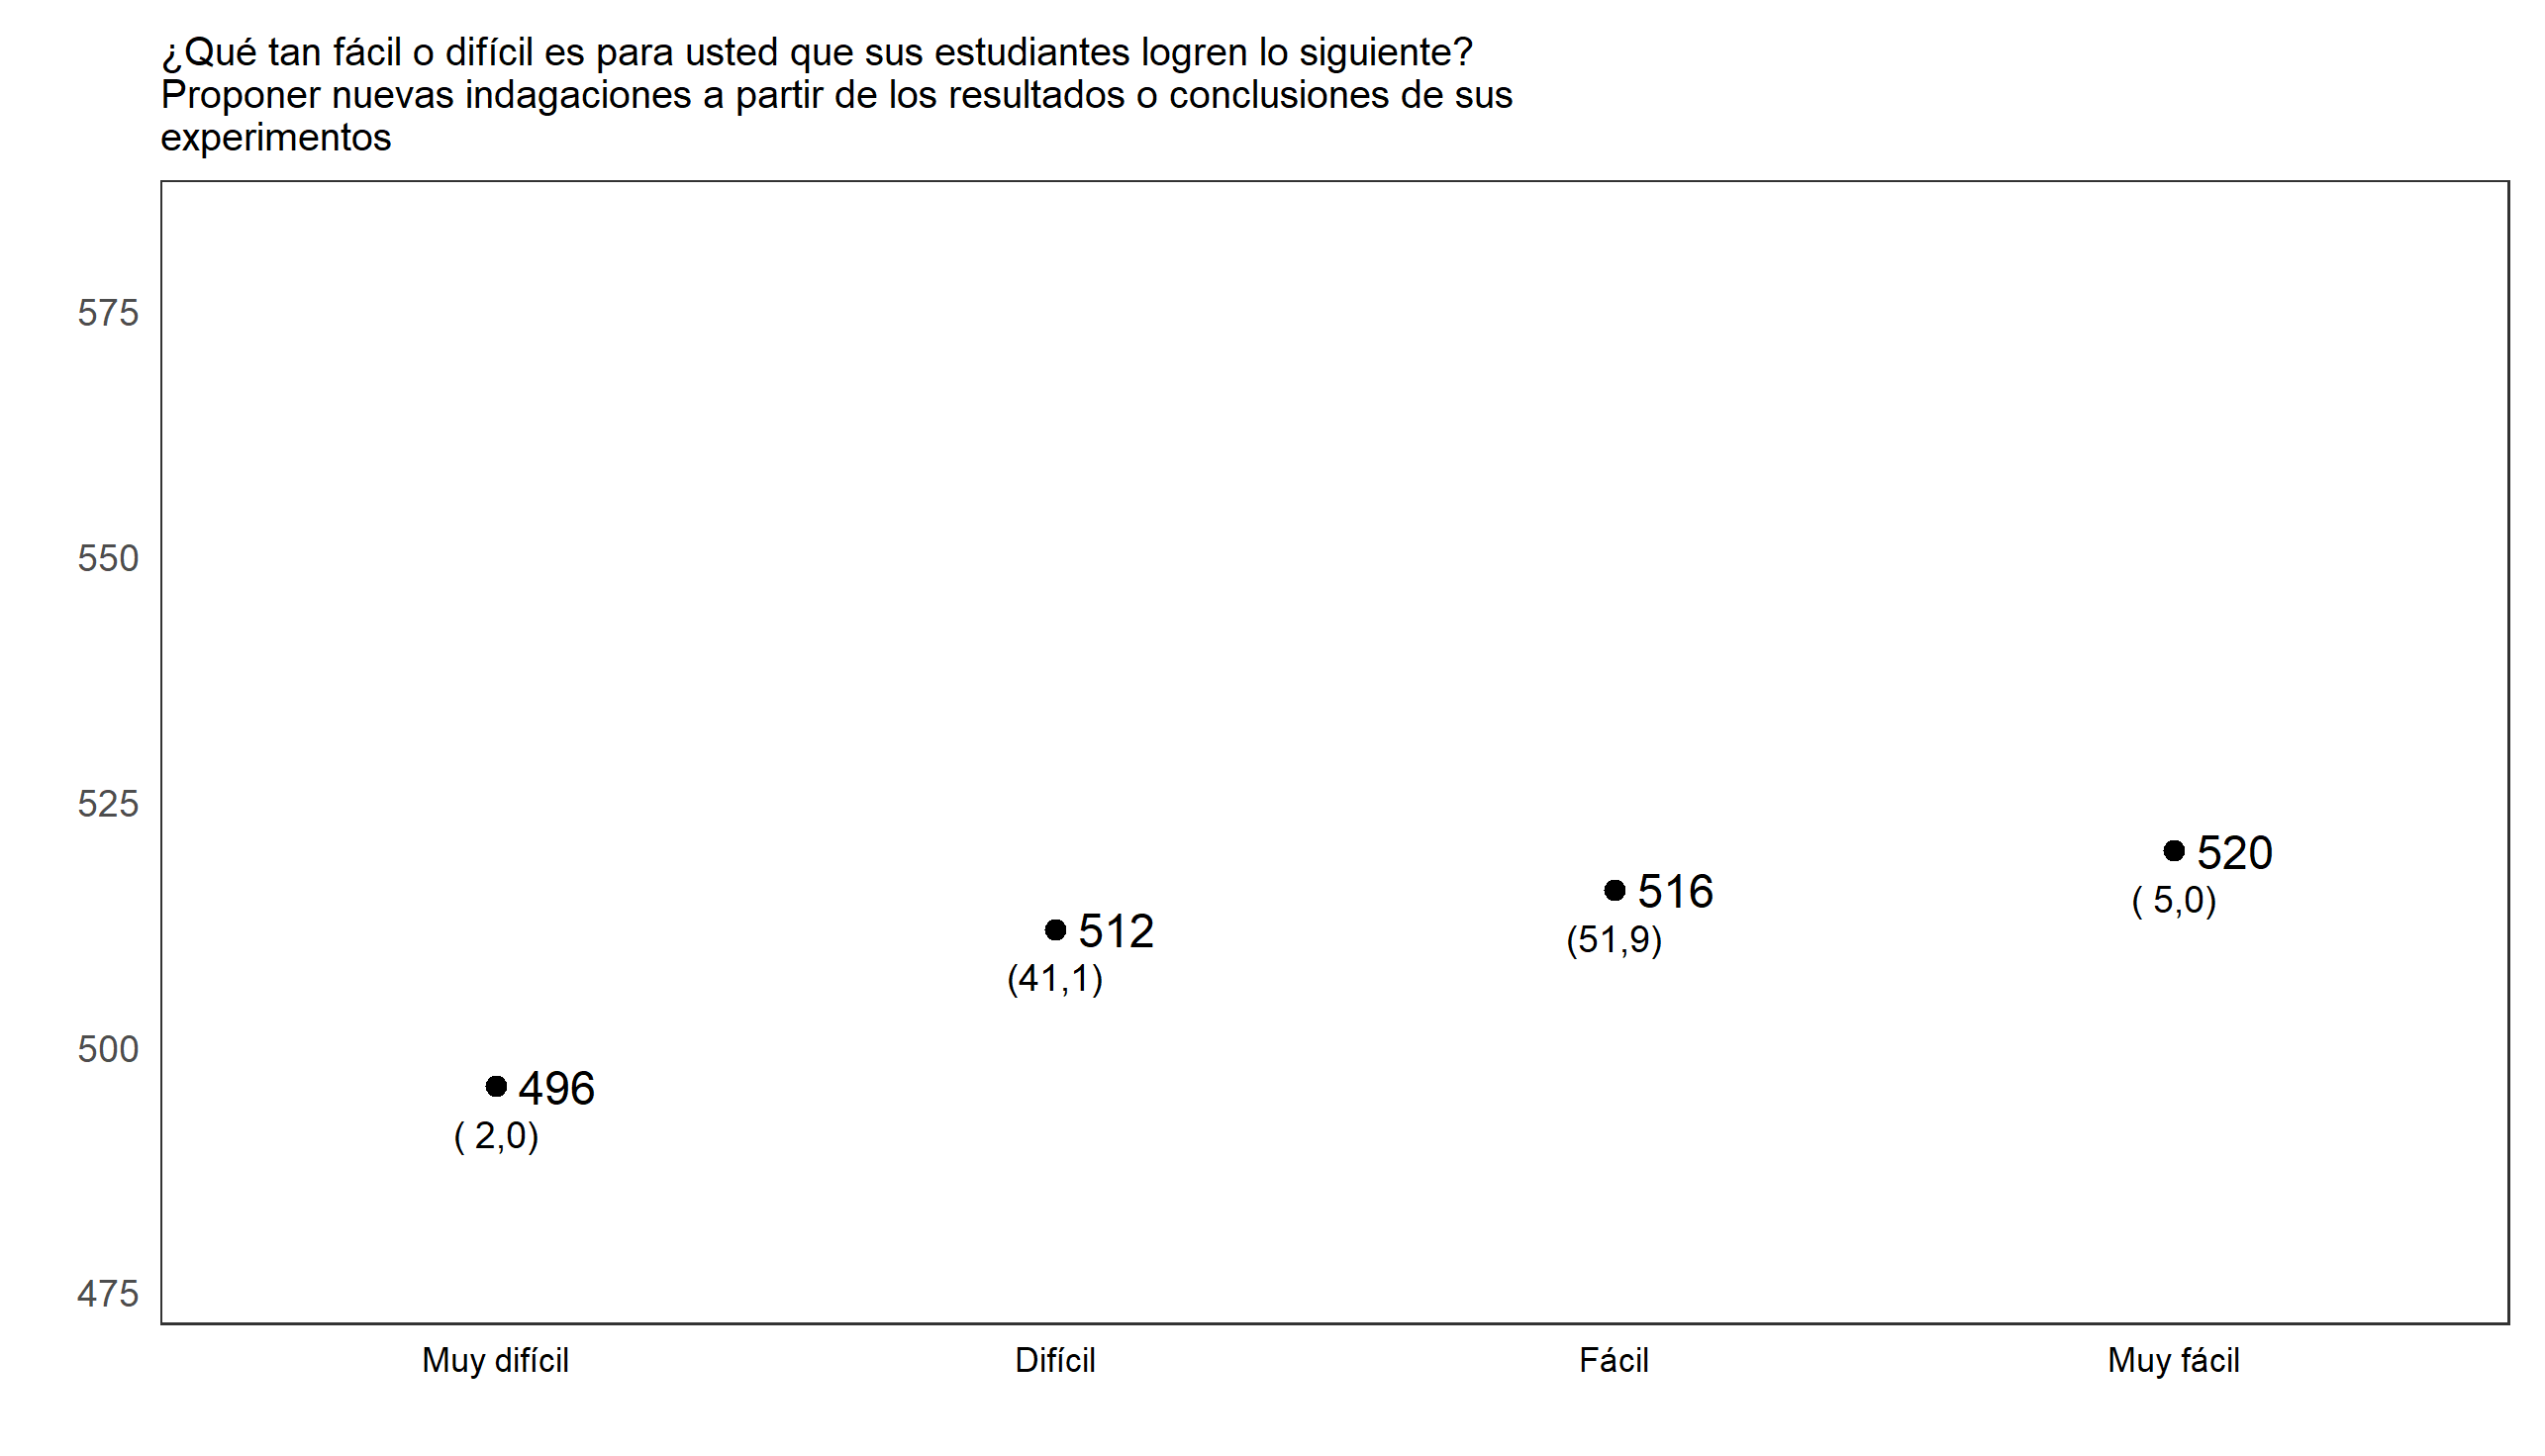 ¿Qué tan fácil o difícil es para usted que sus estudiantes logren lo siguiente?
Proponer nuevas indagaciones a partir de los resultados o conclusiones de sus
experimentos
575
550
525
500
475
520
( 5,0)
516
(51,9)
512
(41,1)
496
( 2,0)
Muy difícil
Difícil
Fácil
Muy fácil